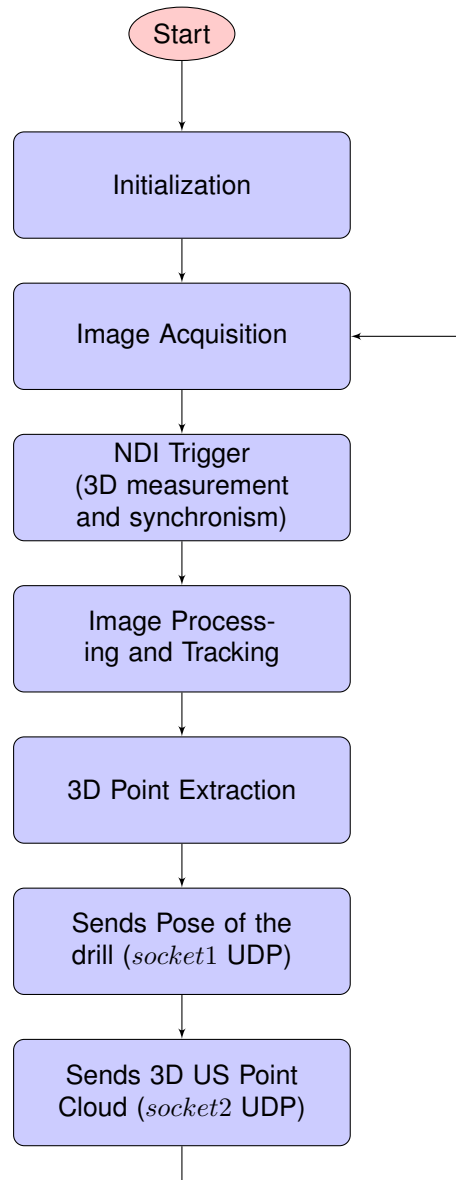 Start
Initialization
Image Acquisition
NDI Trigger
(3D measurement
and synchronism)
Image Process-
ing and Tracking
3D Point Extraction
Sends Pose of the
drill (socket1 UDP)
Sends 3D US Point
Cloud (socket2 UDP)